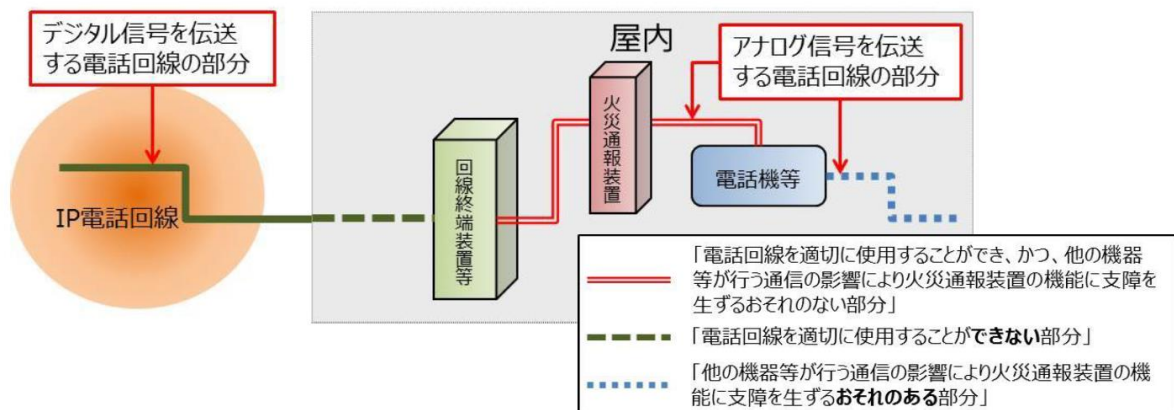 デジタル信号を伝送
する電話回線の部分
屋内
アナログ信号を伝送
する電話回線の部分
火災通報装置
回線終端装置等
電話機等
IP電話回線
「電話回線を適切に使用することができ、かつ、他の機器
等が行う通信の影響により火災通報装置の機能に支障を
生ずるおそれのない部分」
「電話回線を適切に使用することができない部分」
「他の機器等が行う通信の影響により火災通報装置の機
能に支障を生ずるおそれのある部分」